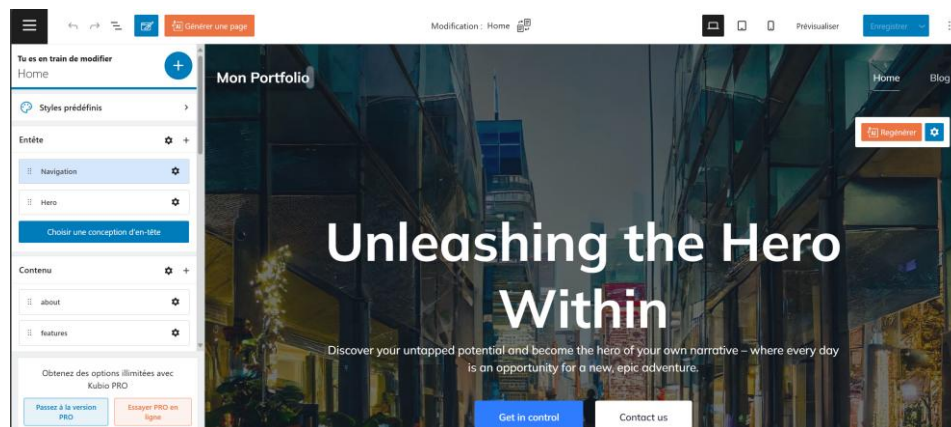 Générer une page
Modification : Home
Prévisualiser
Enregistrer
Tu es en train de modifier
Home
Styles prédéfinis
Entête
Navigation
Hero
Choisir une conception d'en-tête
Contenu
about
features
Obtenez des options illimitées avec
Kubio PRO
Passez à la version
PRO
Essayer PRO en
ligne
Mon Portfolio
Home
Blog
Regénérer
Unleashing the Hero
Within
Discover your untapped potential and become the hero of your own narrative – where every day
is an opportunity for a new, epic adventure.
Get in control
Contact us